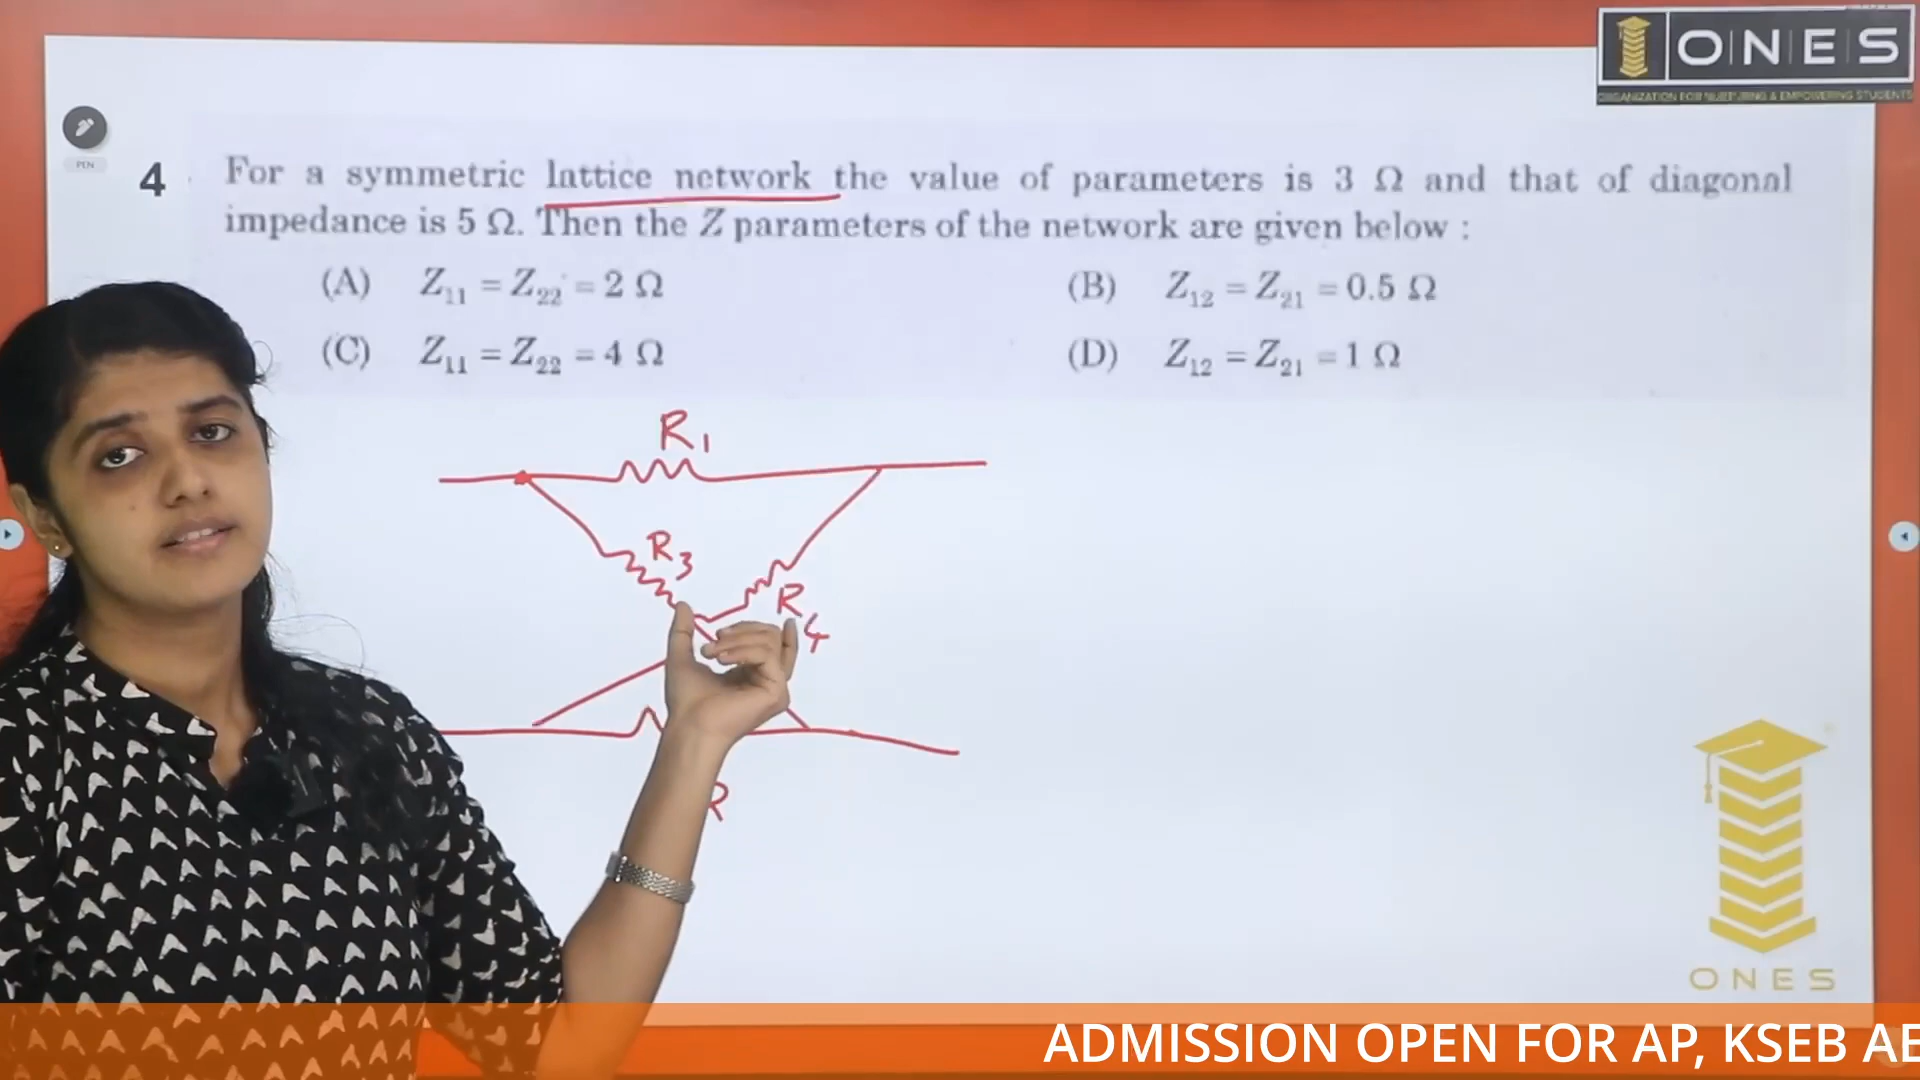 ONES
ORGANIZATION FOR NURTURING & EMPOWERING STUDENTS
PEN
4 For a symmetric lattice network the value of parameters is 3 Ω and that of diagonal
impedance is 5 Ω. Then the Z parameters of the network are given below :
(A) Z11 = Z22 = 2 Ω (B) Z12 = Z21 = 0.5 Ω
(C) Z11 = Z22 = 4 Ω (D) Z12 = Z21 = 1 Ω
R1
R3
R4
R
ONES
ADMISSION OPEN FOR AP, KSEB AE